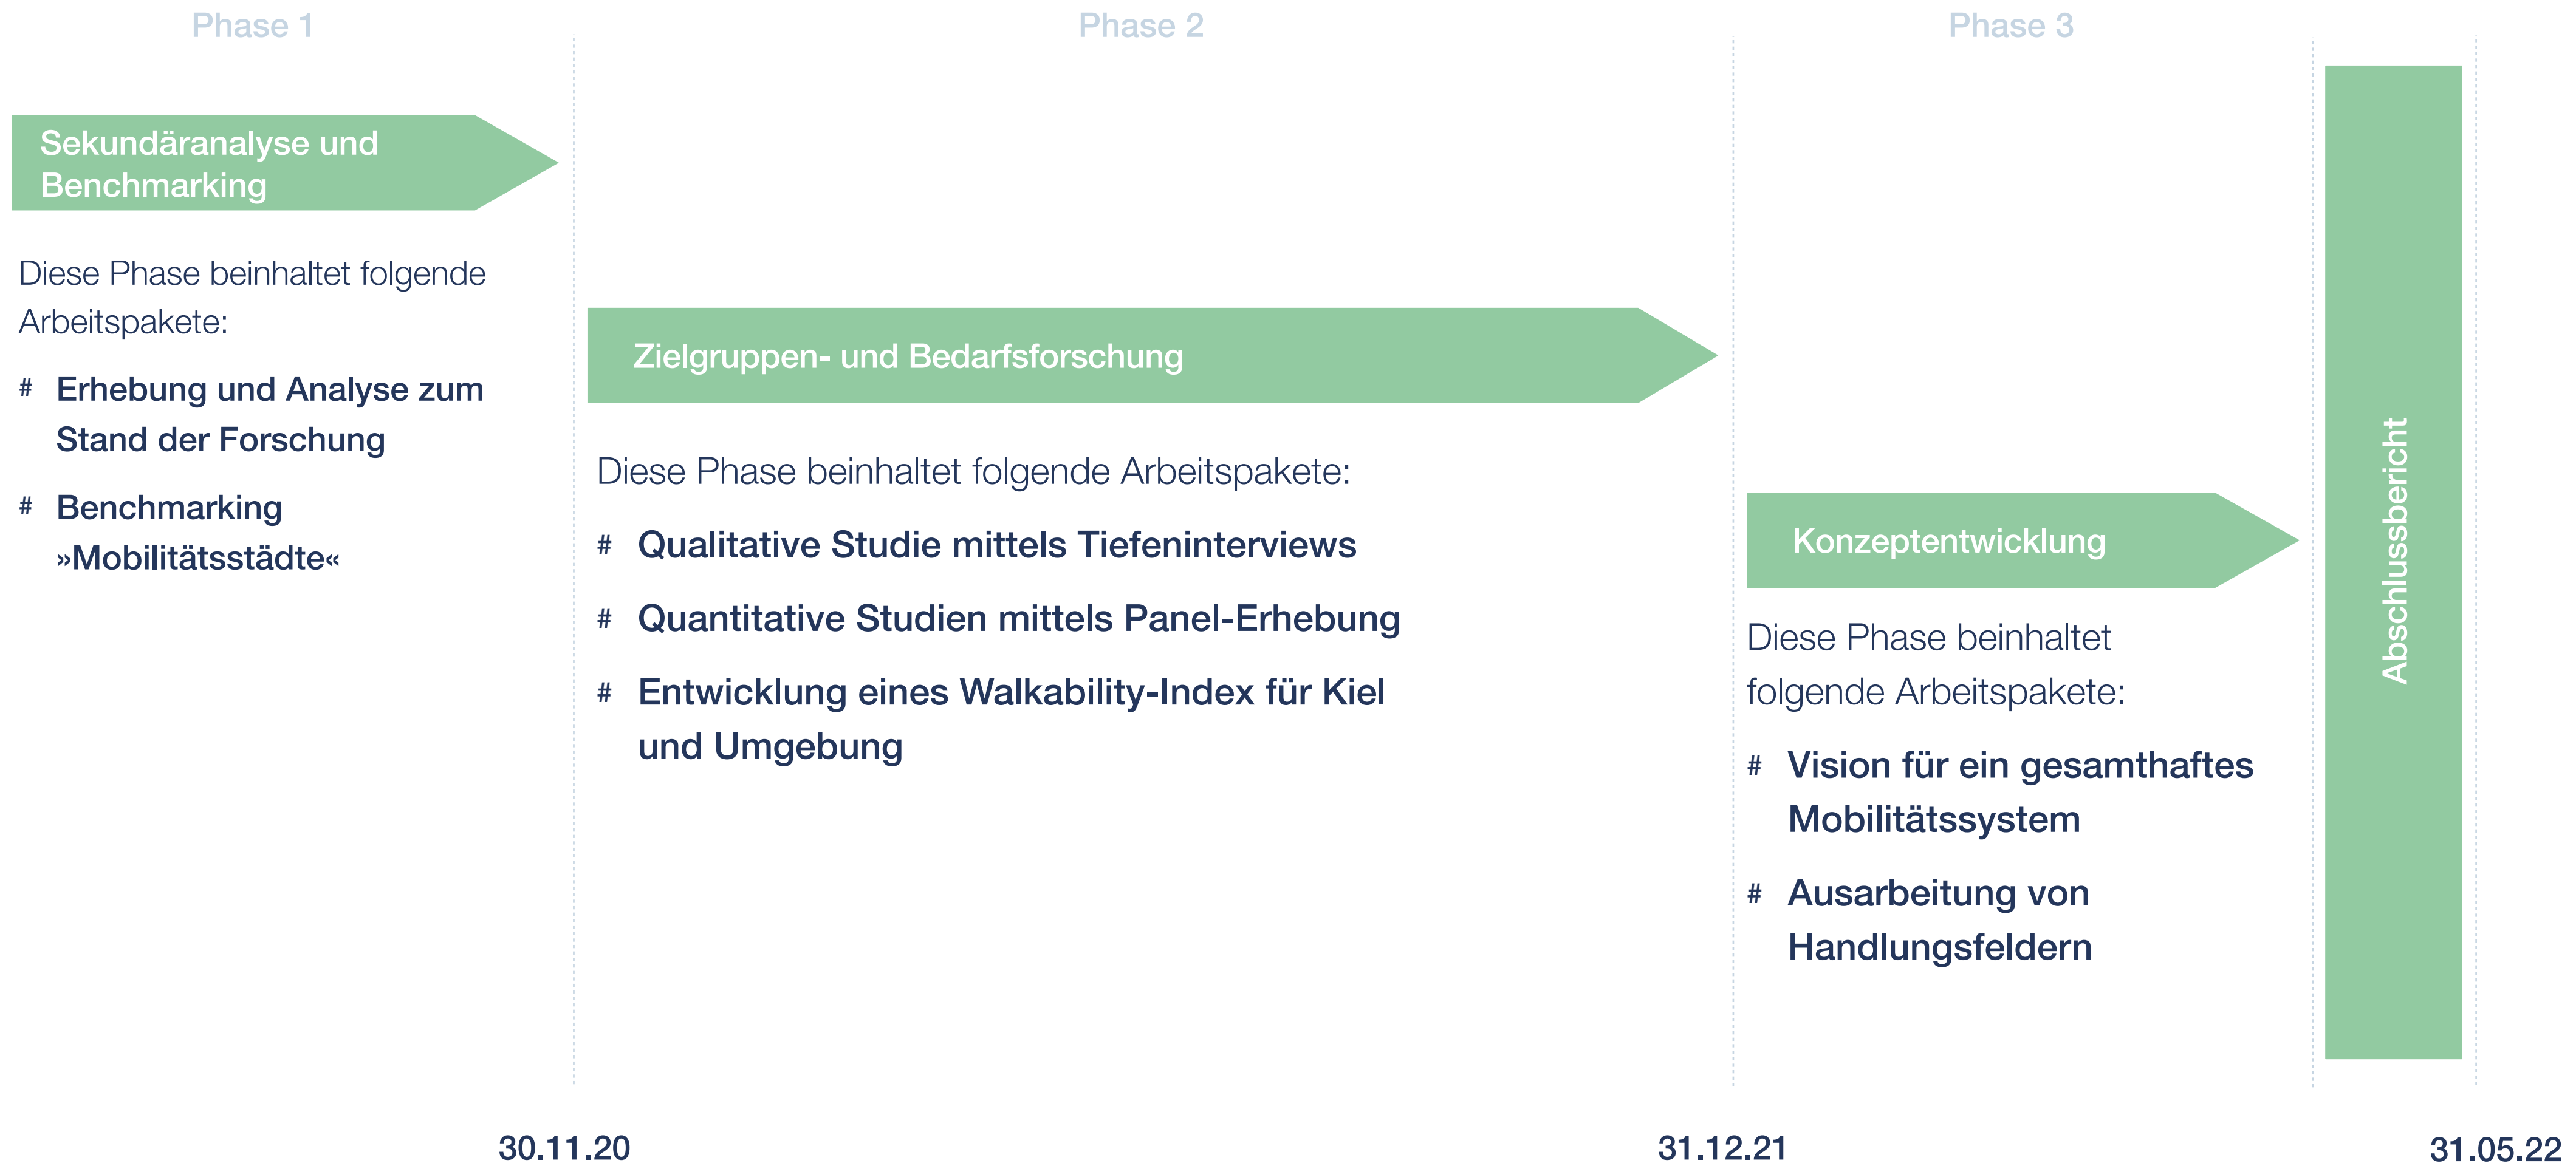 Phase 1
Sekundäranalyse und
Benchmarking
Diese Phase beinhaltet folgende
Arbeitspakete:
# Erhebung und Analyse zum
Stand der Forschung
# Benchmarking
»Mobilitätsstädte«
30.11.20
Phase 2
Zielgruppen- und Bedarfsforschung
Diese Phase beinhaltet folgende Arbeitspakete:
# Qualitative Studie mittels Tiefeninterviews
# Quantitative Studien mittels Panel-Erhebung
# Entwicklung eines Walkability-Index für Kiel
und Umgebung
31.12.21
Phase 3
Konzeptentwicklung
Diese Phase beinhaltet
folgende Arbeitspakete:
# Vision für ein gesamthaftes
Mobilitätssystem
# Ausarbeitung von
Handlungsfeldern
Abschlussbericht
31.05.22